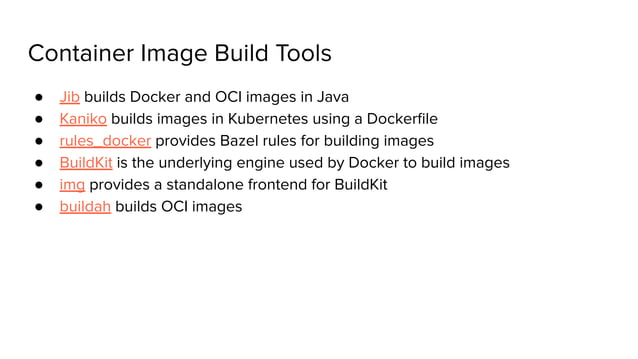 Container Image Build Tools
● Jib builds Docker and OCI images in Java
● Kaniko builds images in Kubernetes using a Dockerfile
● rules_docker provides Bazel rules for building images
● BuildKit is the underlying engine used by Docker to build images
● img provides a standalone frontend for BuildKit
● buildah builds OCI images